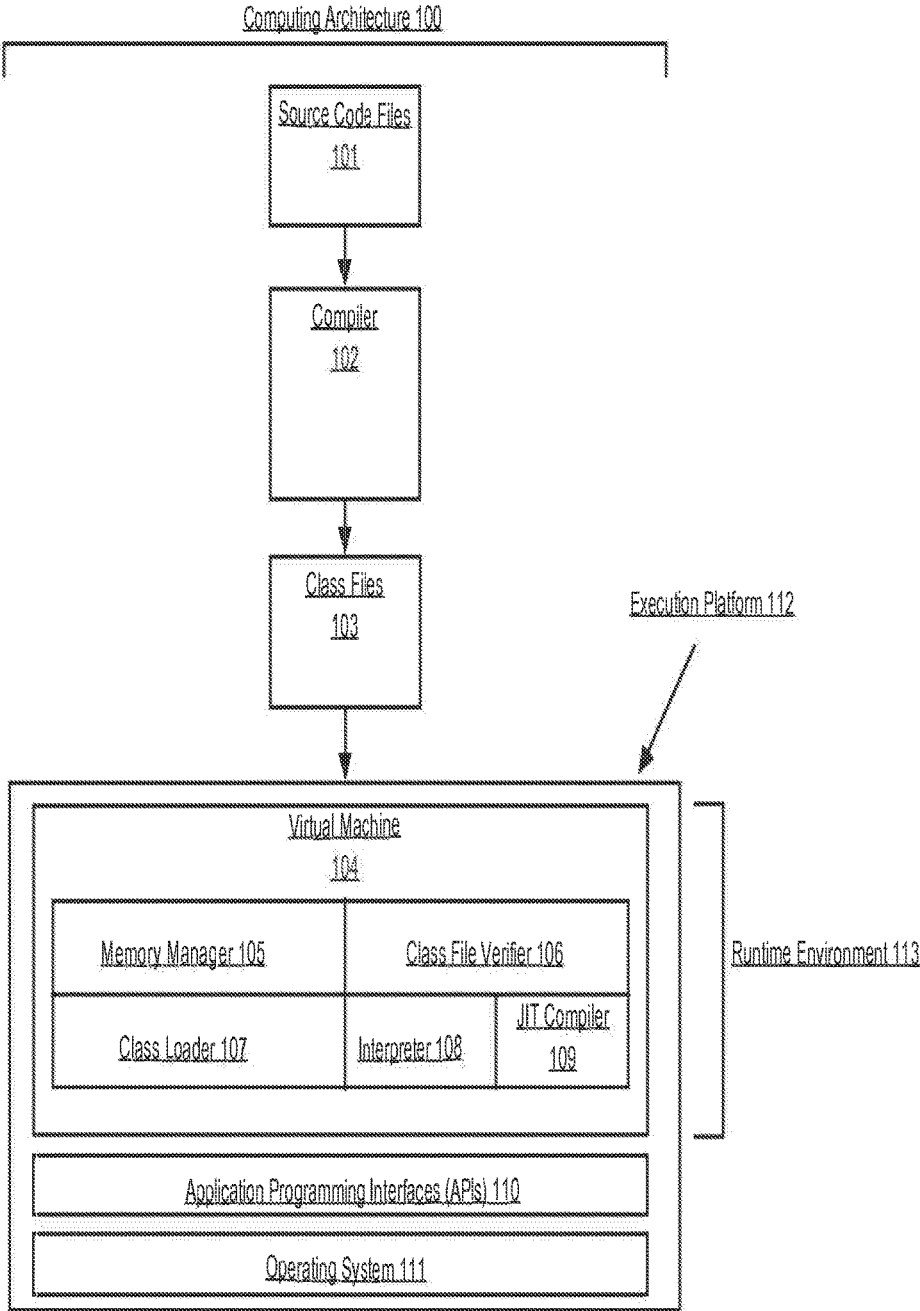 Computing Architecture 100
Source Code Files
101
Compiler
102
Class Files
103
Execution Platform 112
Virtual Machine
104
Memory Manager 105
Class File Verifier 106
Runtime Environment 113
Class Loader 107
Interpreter 108
JIT Compiler
109
Application Programming Interfaces (APIs) 110
Operating System 111